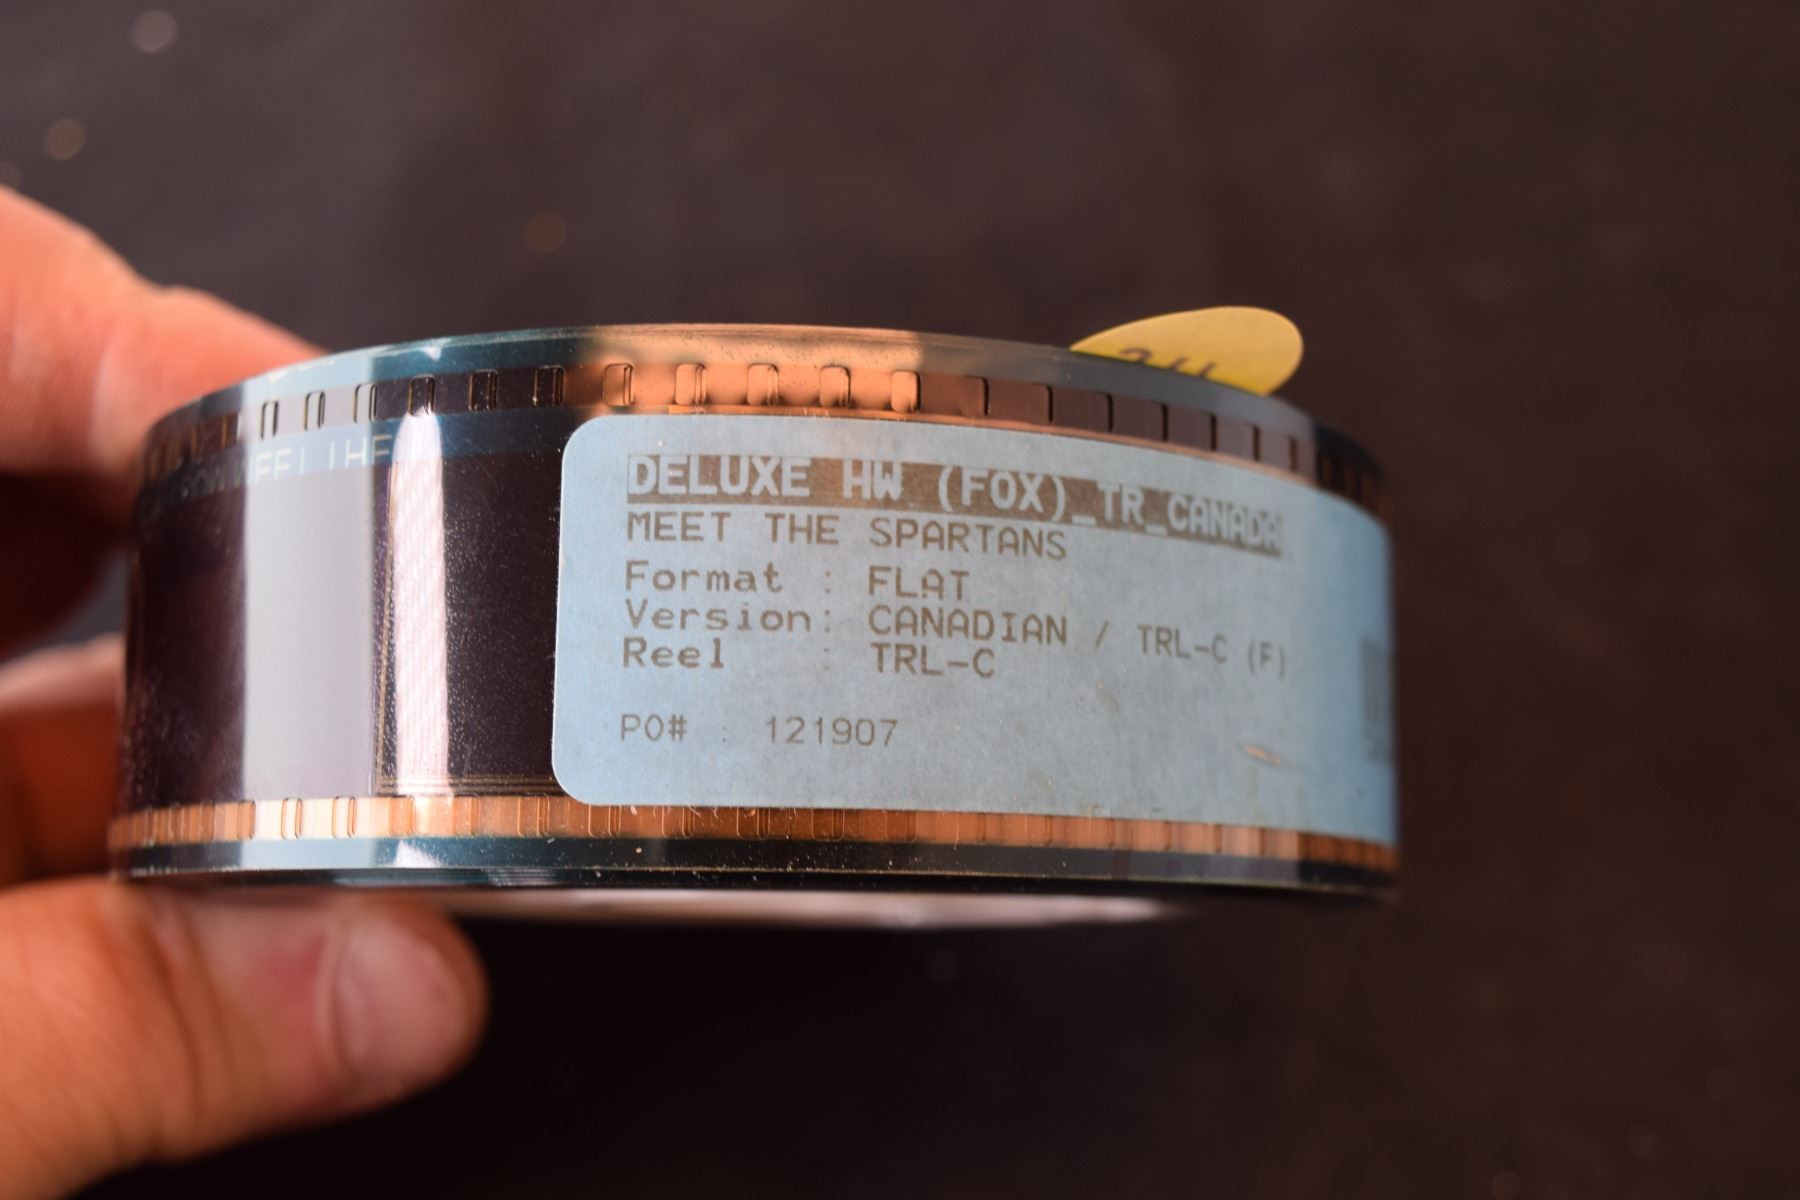 DELUXE HW (FOX)_TR_CANADA
MEET THE SPARTANS
Format : FLAT
Version: CANADIAN / TRL-C (F)
Reel : TRL-C
PO# : 121907